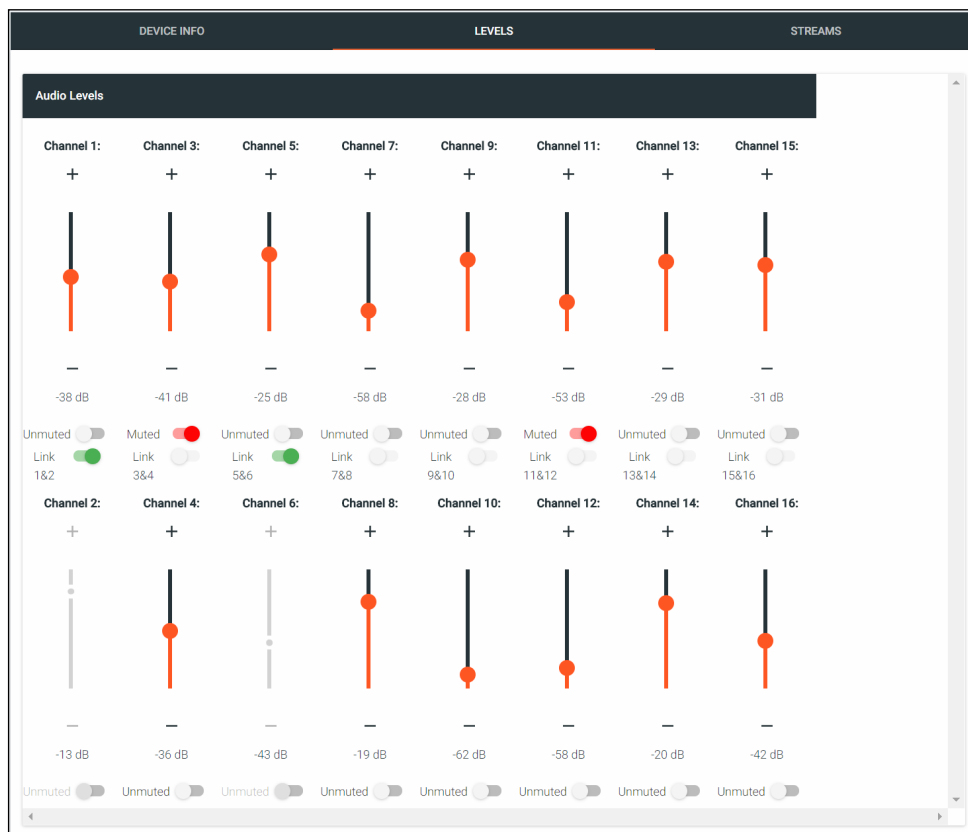 DEVICE INFO LEVELS STREAMS
Audio Levels
Channel 1: Channel 3: Channel 5: Channel 7: Channel 9: Channel 11: Channel 13: Channel 15:
+ + + + + + + +
− − − − − − − −
-38 dB -41 dB -25 dB -58 dB -28 dB -53 dB -29 dB -31 dB
Unmuted Muted Unmuted Unmuted Unmuted Muted Unmuted Unmuted
Link Link Link Link Link Link Link Link
1&2 3&4 5&6 7&8 9&10 11&12 13&14 15&16
Channel 2: Channel 4: Channel 6: Channel 8: Channel 10: Channel 12: Channel 14: Channel 16:
+ + + + + + + +
− − − − − − − −
-13 dB -36 dB -43 dB -19 dB -62 dB -58 dB -20 dB -42 dB
Unmuted Unmuted Unmuted Unmuted Unmuted Unmuted Unmuted Unmuted